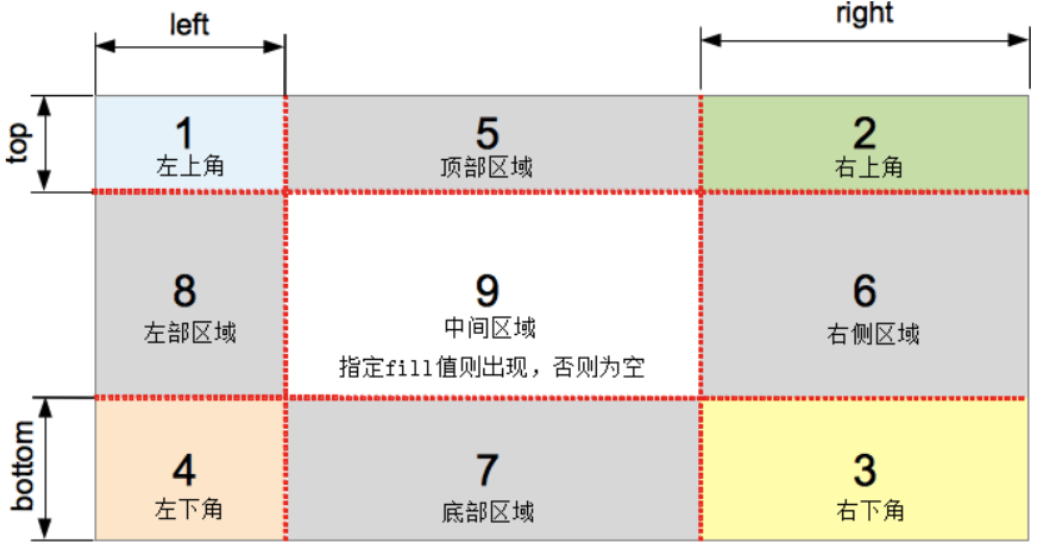 left
right
top
1
左上角
5
顶部区域
2
右上角
8
左部区域
9
中间区域
指定fill值则出现，否则为空
6
右侧区域
bottom
4
左下角
7
底部区域
3
右下角